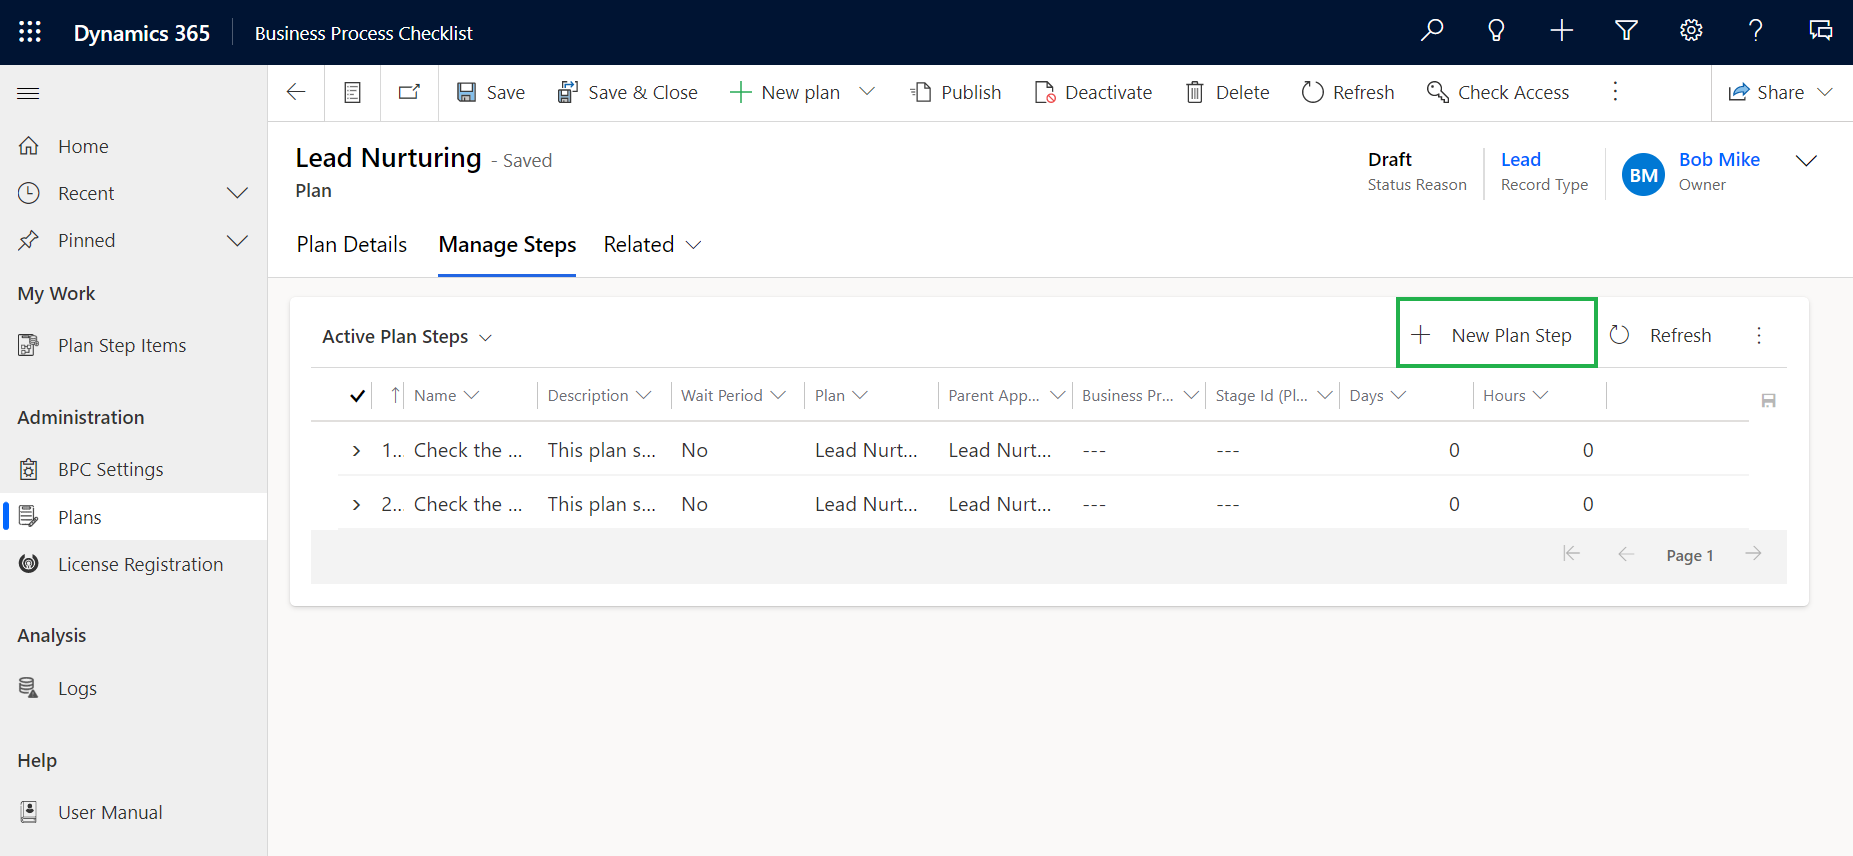 Dynamics 365 Business Process Checklist
Save Save & Close New plan Publish Deactivate Delete Refresh Check Access Share
Home
Recent
Pinned
My Work
Plan Step Items
Administration
BPC Settings
Plans
License Registration
Analysis
Logs
Help
User Manual
Lead Nurturing - Saved
Plan
Draft
Status Reason
Lead
Record Type
BM
Bob Mike
Owner
Plan Details Manage Steps Related
Active Plan Steps
New Plan Step Refresh
Name Description Wait Period Plan Parent App... Business Pr... Stage Id (Pl... Days Hours
1... Check the ... This plan s... No Lead Nurt... Lead Nurt... --- --- 0 0
2... Check the ... This plan s... No Lead Nurt... Lead Nurt... --- --- 0 0
Page 1